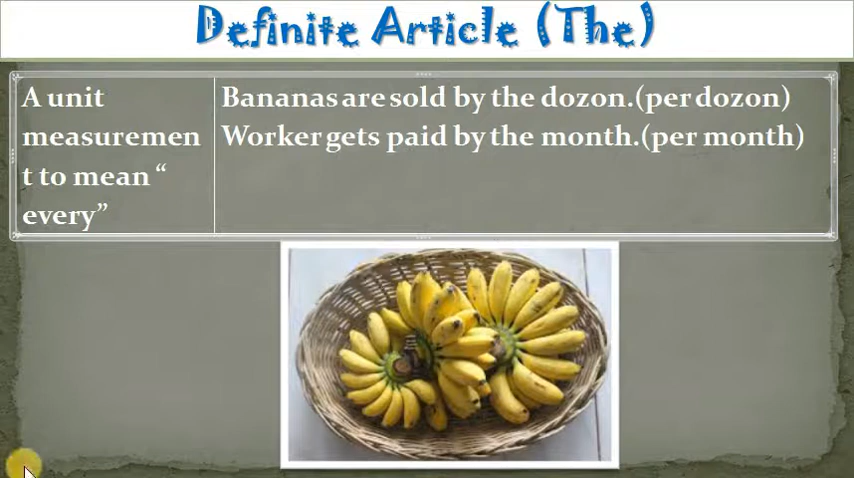 Definite Article (The)
A unit
measuremen
t to mean “
every”
Bananas are sold by the dozon.(per dozon)
Worker gets paid by the month.(per month)